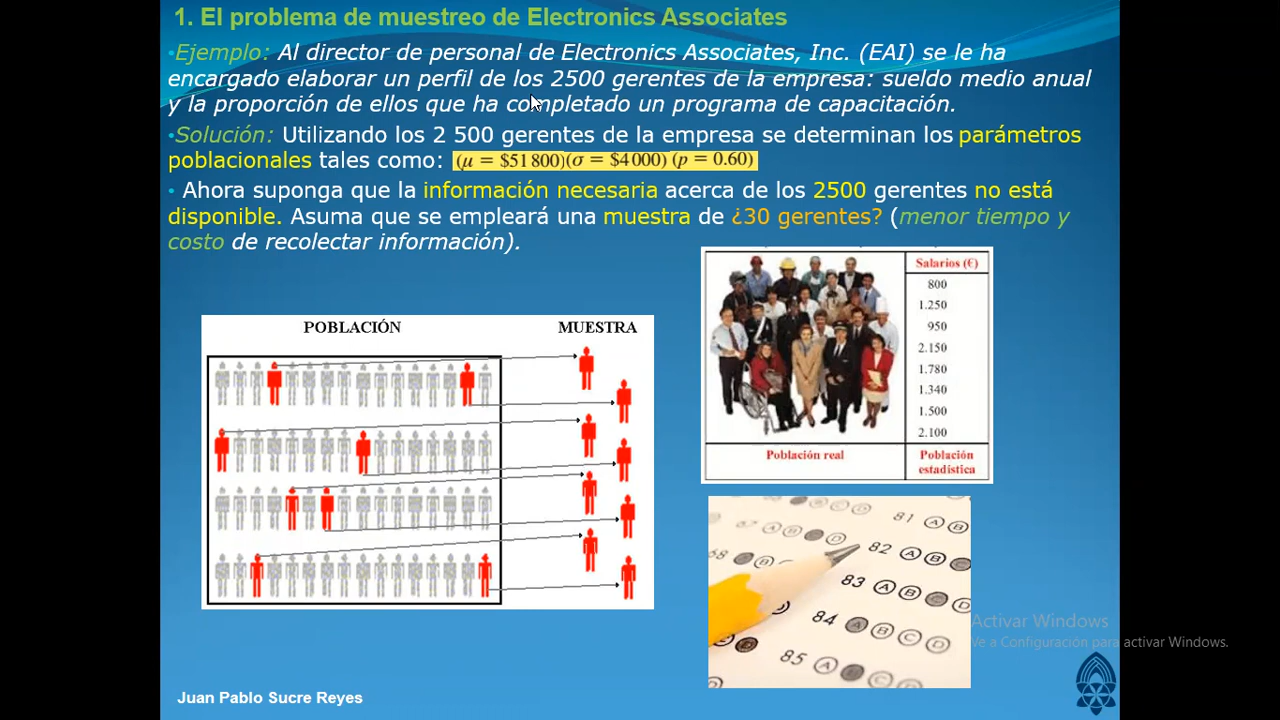 1. El problema de muestreo de Electronics Associates
•Ejemplo: Al director de personal de Electronics Associates, Inc. (EAI) se le ha
encargado elaborar un perfil de los 2500 gerentes de la empresa: sueldo medio anual
y la proporción de ellos que ha completado un programa de capacitación.
•Solución: Utilizando los 2 500 gerentes de la empresa se determinan los parámetros
poblacionales tales como: (μ = $51 800)(σ = $4 000) (p = 0.60)
• Ahora suponga que la información necesaria acerca de los 2500 gerentes no está
disponible. Asuma que se empleará una muestra de ¿30 gerentes? (menor tiempo y
costo de recolectar información).
POBLACIÓN MUESTRA
Salarios (€)
800
1.250
950
2.150
1.780
1.340
1.500
2.100
Población real
Población
estadística
81 A B
82 A B C
83 A B C D
84 A B C D
85 A B C D
Activar Windows
Ve a Configuración para activar Windows.
Juan Pablo Sucre Reyes